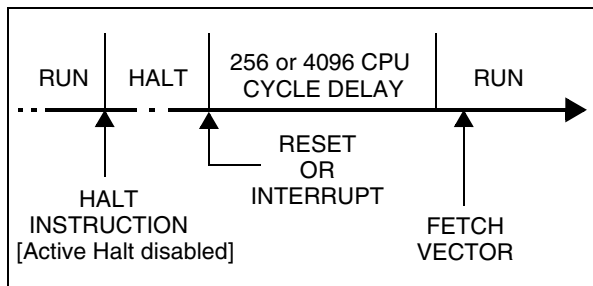 RUN
HALT
256 or 4096 CPU
CYCLE DELAY
RUN
RESET
OR
INTERRUPT
HALT
INSTRUCTION
[Active Halt disabled]
FETCH
VECTOR